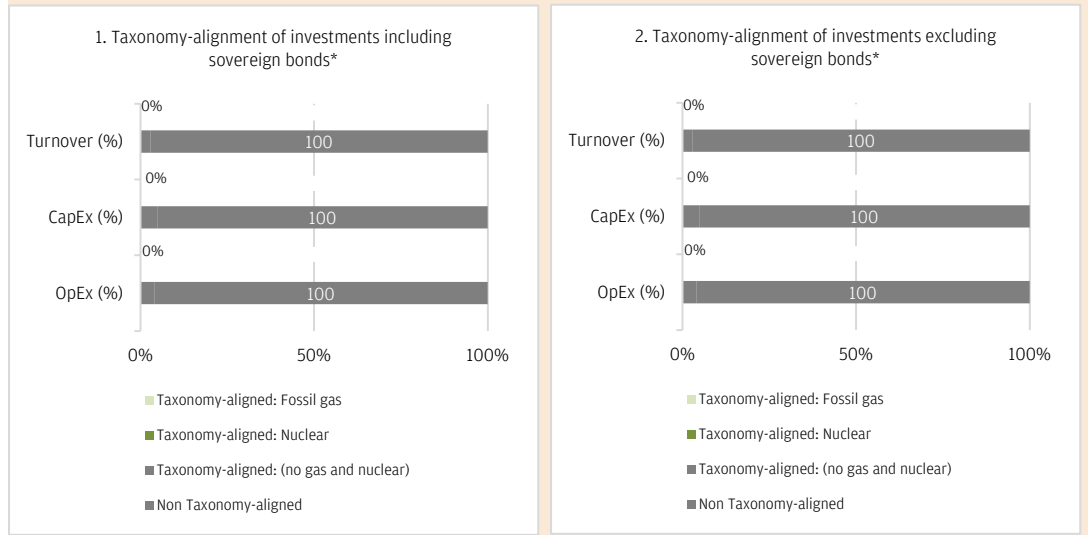 1. Taxonomy-alignment of investments including
sovereign bonds*
0%
Turnover (%)
100
0%
CapEx (%)
100
0%
OpEx (%)
100
0%
50%
100%
Taxonomy-aligned: Fossil gas
Taxonomy-aligned: Nuclear
Taxonomy-aligned: (no gas and nuclear)
Non Taxonomy-aligned
2. Taxonomy-alignment of investments excluding
sovereign bonds*
0%
Turnover (%)
100
0%
CapEx (%)
100
0%
OpEx (%)
100
0%
50%
100%
Taxonomy-aligned: Fossil gas
Taxonomy-aligned: Nuclear
Taxonomy-aligned: (no gas and nuclear)
Non Taxonomy-aligned